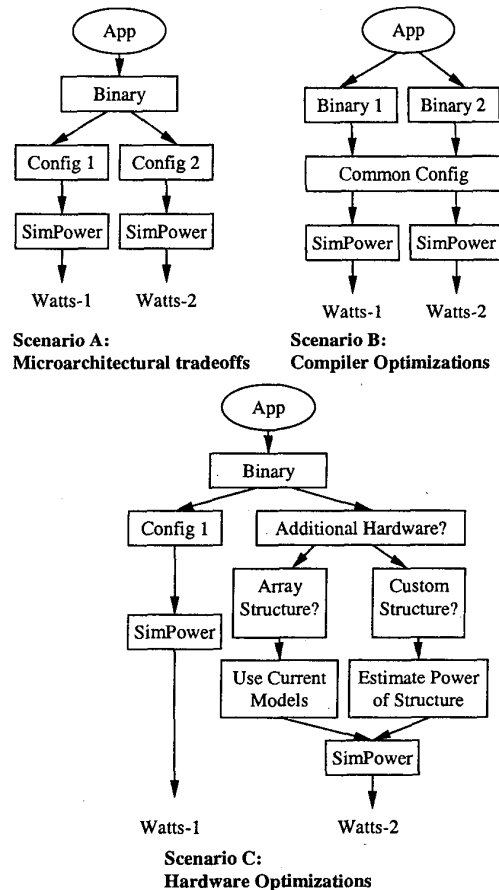 App
Binary
Config 1 Config 2
SimPower SimPower
Watts-1 Watts-2
Scenario A:
Microarchitectural tradeoffs
App
Binary 1 Binary 2
Common Config
SimPower SimPower
Watts-1 Watts-2
Scenario B:
Compiler Optimizations
App
Binary
Config 1 Additional Hardware?
Array
Structure?
Custom
Structure?
SimPower
Use Current
Models
Estimate Power
of Structure
SimPower
Watts-1 Watts-2
Scenario C:
Hardware Optimizations